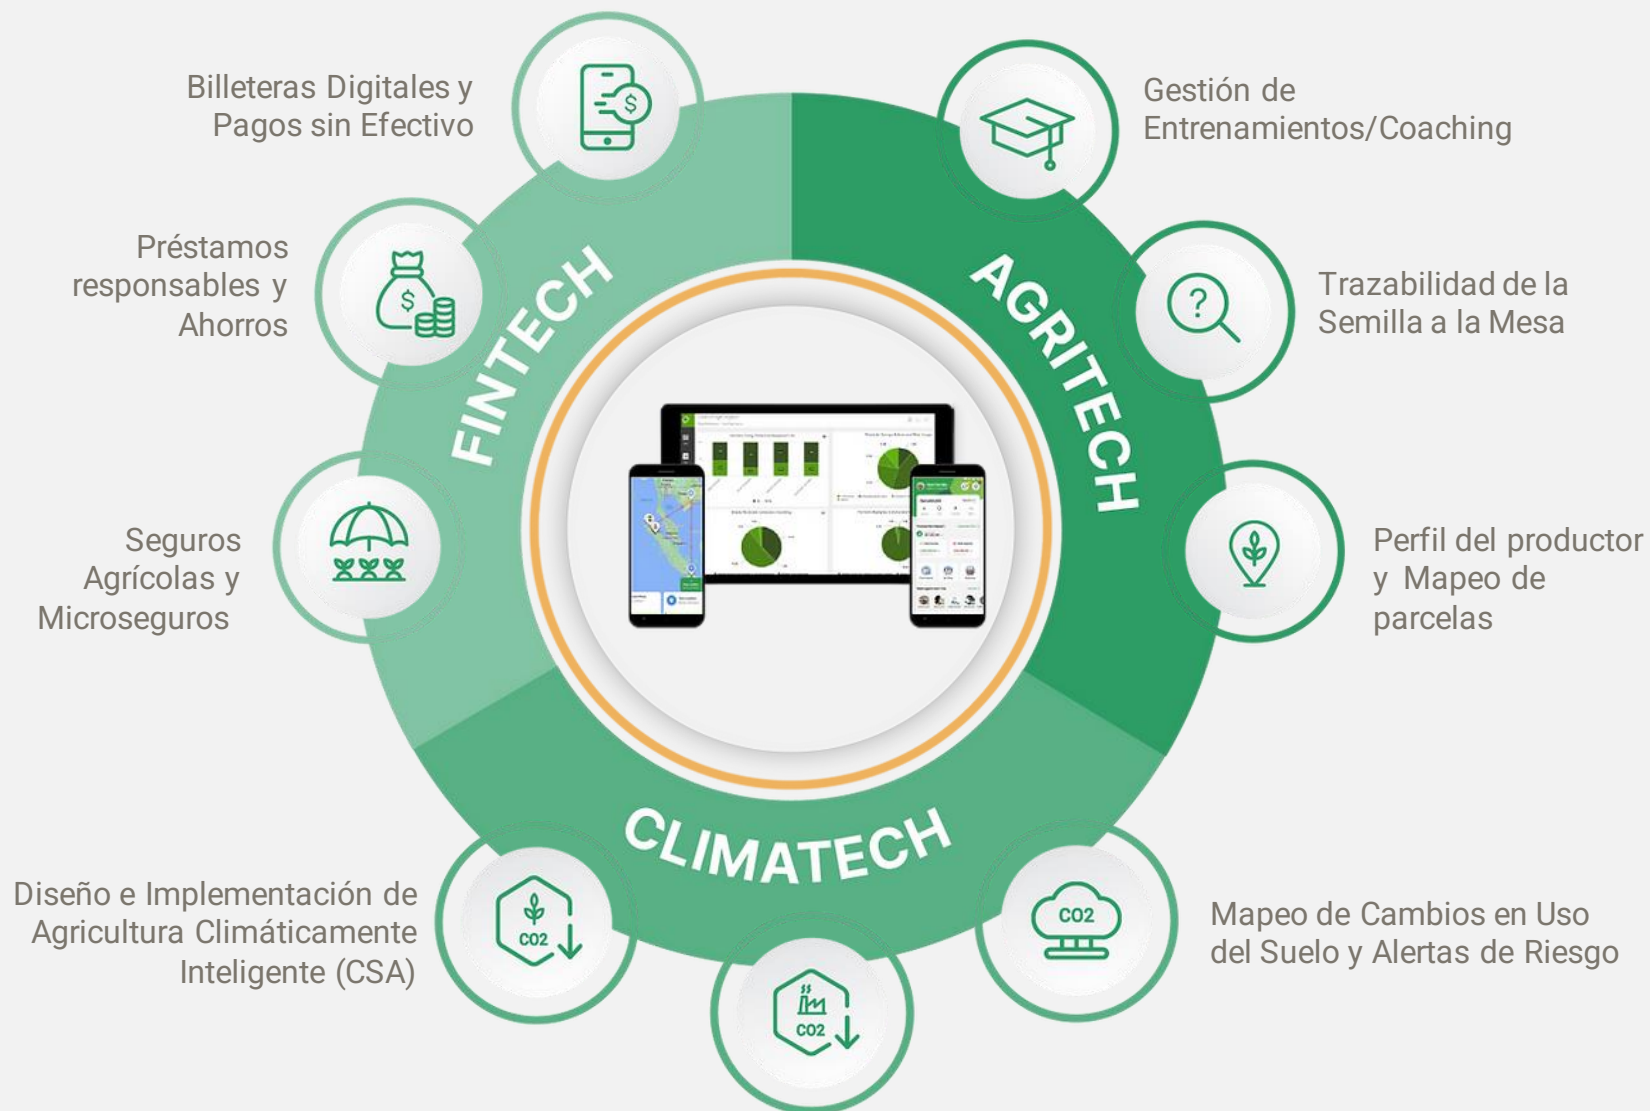 Billeteras Digitales y
Pagos sin Efectivo
Préstamos
responsables y
Ahorros
Seguros
Agrícolas y
Microseguros
FINTECH
AGRITECH
CLIMATECH
Gestión de
Entrenamientos/Coaching
Trazabilidad de la
Semilla a la Mesa
Perfil del productor
y Mapeo de
parcelas
Diseño e Implementación de
Agricultura Climáticamente
Inteligente (CSA)
CO2
CO2
CO2
Mapeo de Cambios en Uso
del Suelo y Alertas de Riesgo
$
$
?